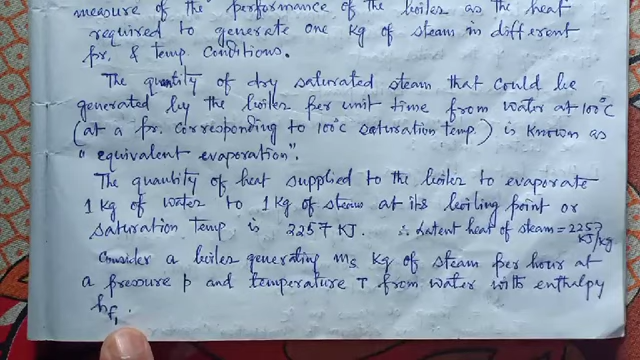 measure of the performance of the boiler as the heat
required to generate one kg of steam in different
pr. & temp. conditions.
The quantity of dry saturated steam that could be
generated by the boiler per unit time from water at 100°C
(at a pr. corresponding to 100°C saturation temp.) is known as
"equivalent evaporation".
The quantity of heat supplied to the boiler to evaporate
1 kg of water to 1 kg of steam at its boiling point or
saturation temp. is 2257 KJ. ∴ Latent heat of steam = 2257 KJ/kg
Consider a boiler generating ms kg of steam per hour at
a pressure p and temperature T from water with enthalpy
hf1.